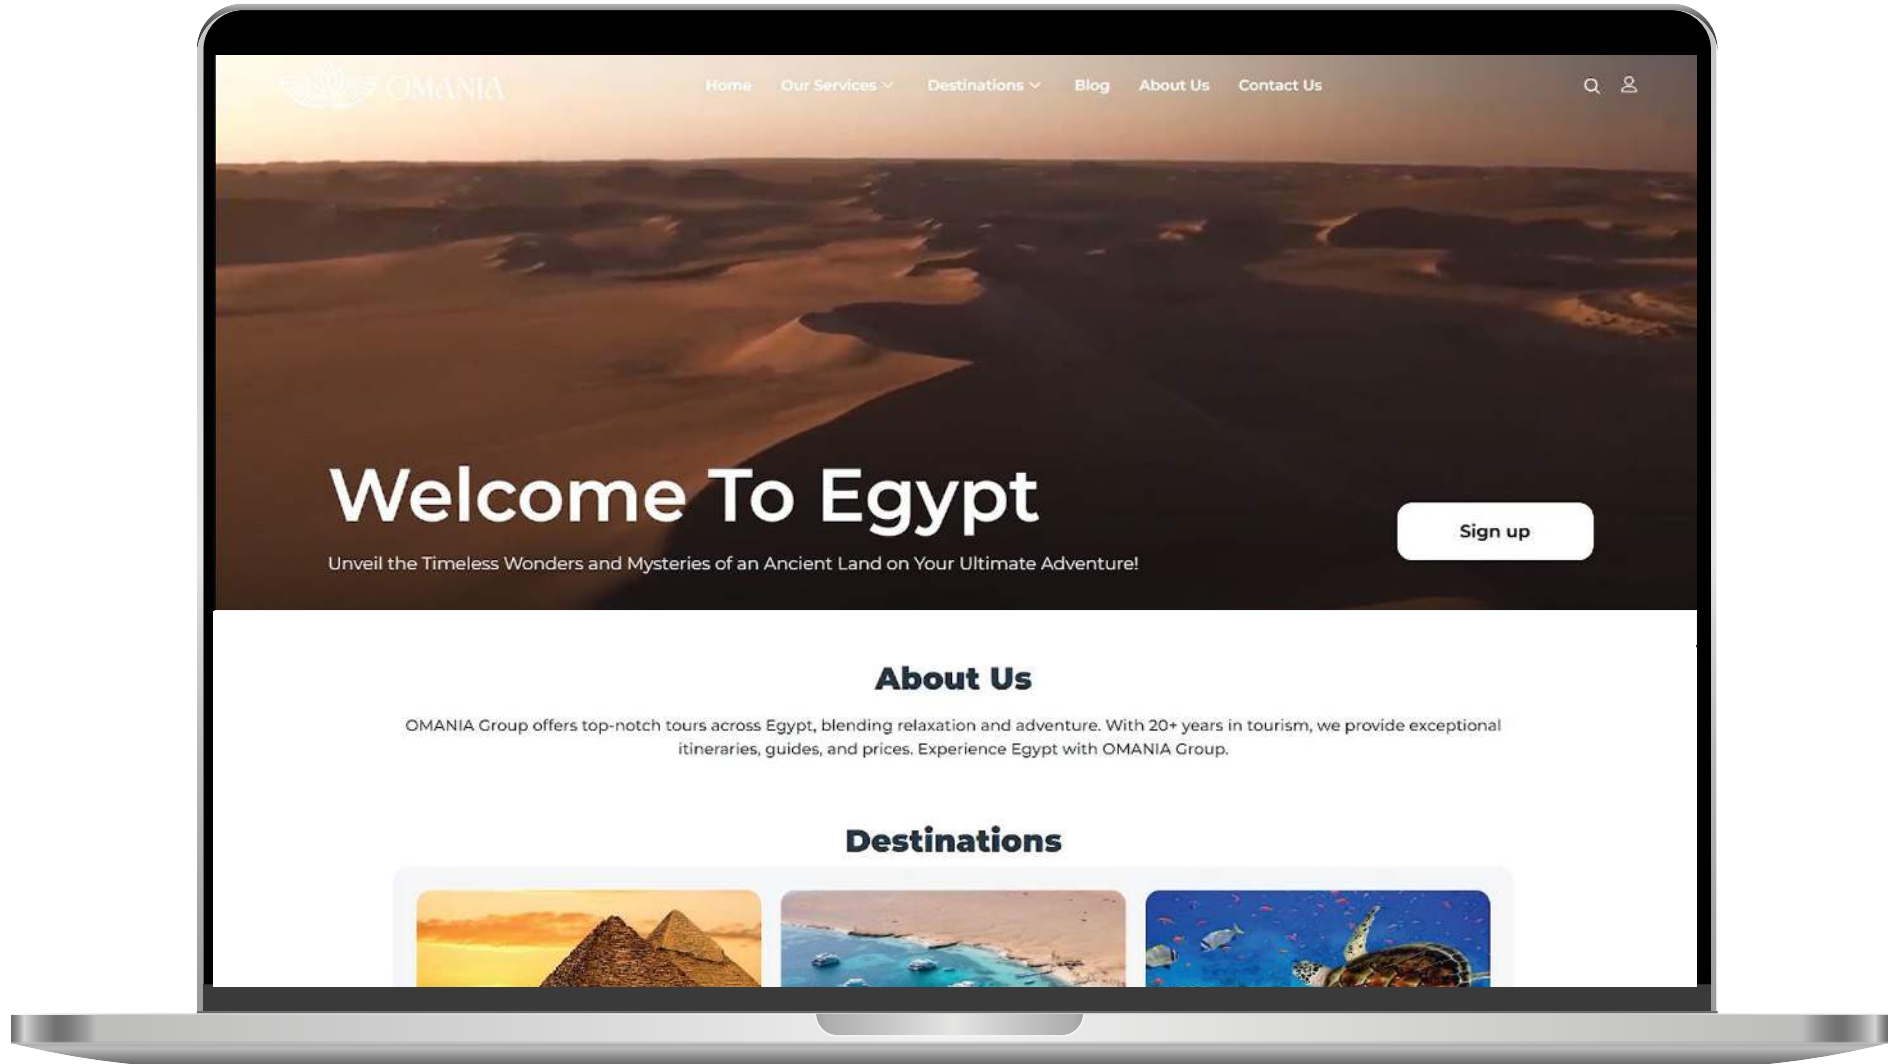 OMANIA
Home Our Services Destinations Blog About Us Contact Us
Welcome To Egypt
Unveil the Timeless Wonders and Mysteries of an Ancient Land on Your Ultimate Adventure!
Sign up
About Us
OMANIA Group offers top-notch tours across Egypt, blending relaxation and adventure. With 20+ years in tourism, we provide exceptional
itineraries, guides, and prices. Experience Egypt with OMANIA Group.
Destinations